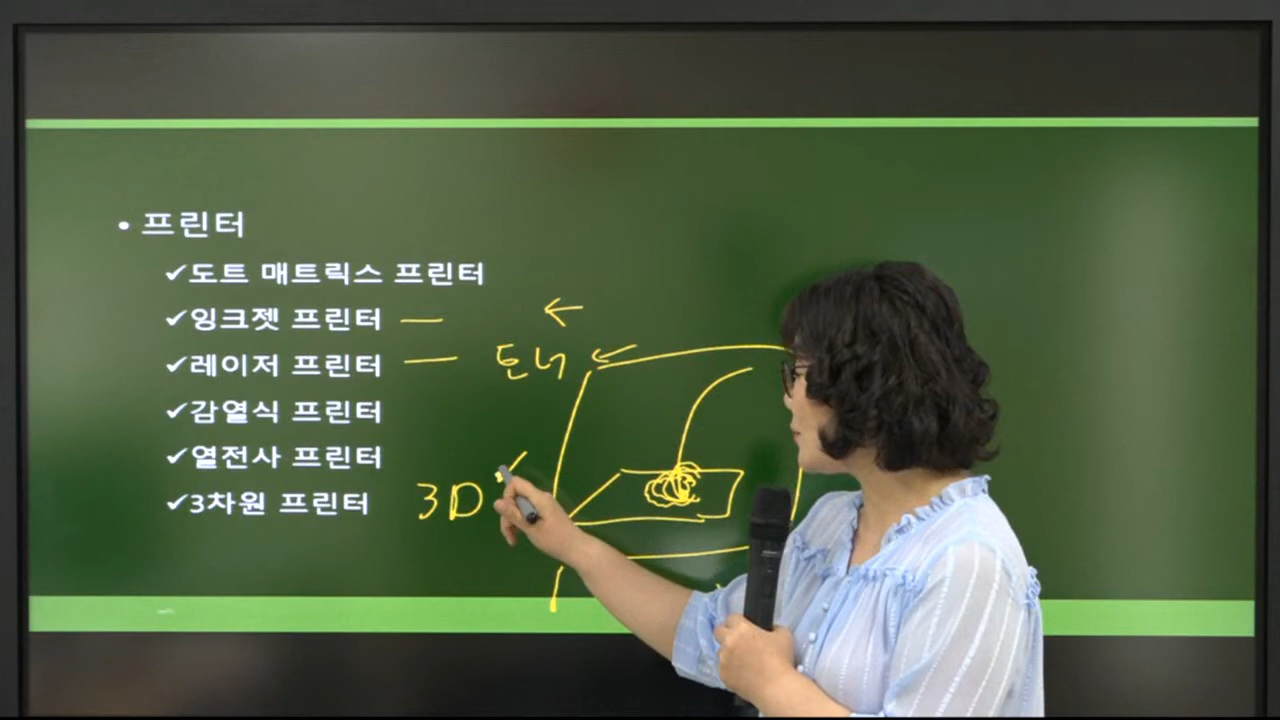 • 프린터
✓도트 매트릭스 프린터
✓잉크젯 프린터
✓레이저 프린터
토너
✓감열식 프린터
✓열전사 프린터
✓3차원 프린터
3D